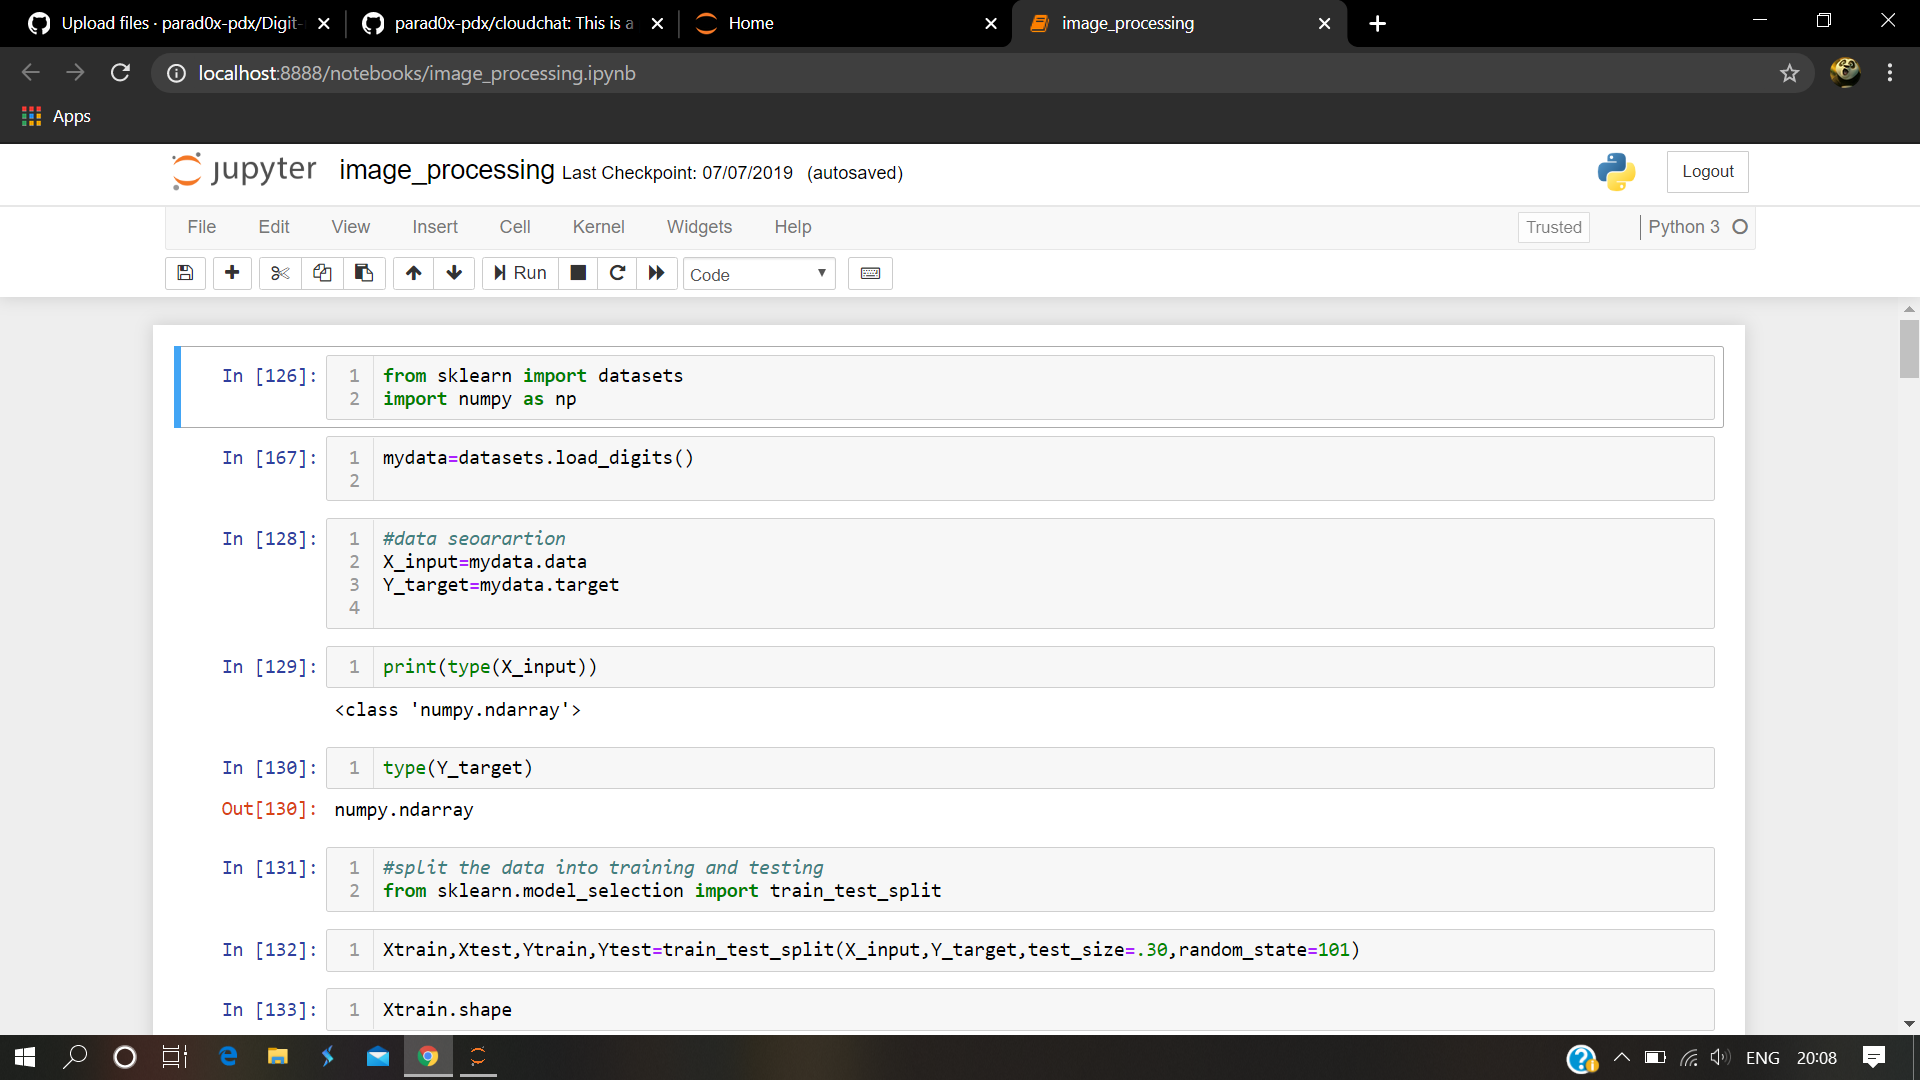 Upload files · parad0x-pdx/Digit-
parad0x-pdx/cloudchat: This is a
Home
image_processing
localhost:8888/notebooks/image_processing.ipynb
Apps
jupyter image_processing Last Checkpoint: 07/07/2019 (autosaved)
Logout
File Edit View Insert Cell Kernel Widgets Help
Trusted
Python 3
Run
Code
In [126]:
1 from sklearn import datasets
2 import numpy as np
In [167]:
1 mydata=datasets.load_digits()
2
In [128]:
1 #data seoarartion
2 X_input=mydata.data
3 Y_target=mydata.target
4
In [129]:
1 print(type(X_input))
<class 'numpy.ndarray'>
In [130]:
1 type(Y_target)
Out[130]: numpy.ndarray
In [131]:
1 #split the data into training and testing
2 from sklearn.model_selection import train_test_split
In [132]:
1 Xtrain,Xtest,Ytrain,Ytest=train_test_split(X_input,Y_target,test_size=.30,random_state=101)
In [133]:
1 Xtrain.shape
ENG 20:08